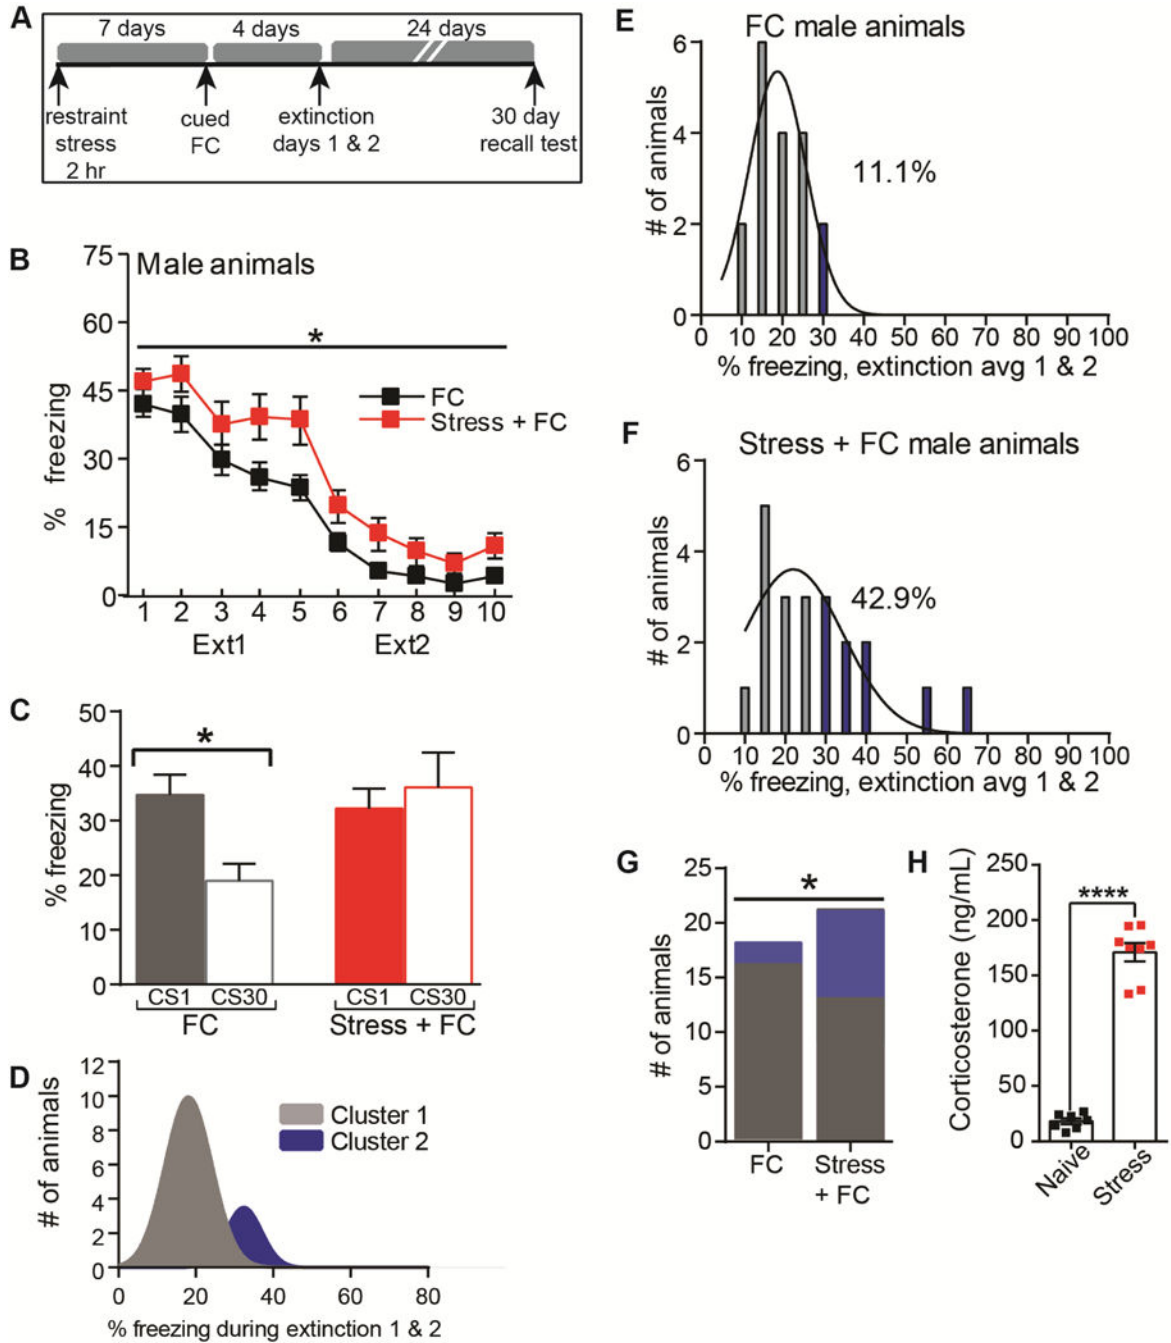 A
7 days
4 days
24 days
restraint
stress
2 hr
cued
FC
extinction
days 1 & 2
30 day
recall test
B
Male animals
*
FC
Stress + FC
% freezing
75
60
45
30
15
0
1 2 3 4 5 6 7 8 9 10
Ext1 Ext2
C
% freezing
50
40
30
20
10
0
*
CS1 CS30 CS1 CS30
FC Stress + FC
D
# of animals
12
10
8
6
4
2
0
Cluster 1
Cluster 2
0 20 40 60 80
% freezing during extinction 1 & 2
E
FC male animals
# of animals
6
4
2
0
11.1%
0 10 20 30 40 50 60 70 80 90 100
% freezing, extinction avg 1 & 2
F
Stress + FC male animals
# of animals
6
4
2
0
42.9%
0 10 20 30 40 50 60 70 80 90 100
% freezing, extinction avg 1 & 2
G
# of animals
25
20
15
10
5
0
*
FC Stress
+ FC
H
Corticosterone (ng/mL)
250
200
150
100
50
0
****
Naive
Stress